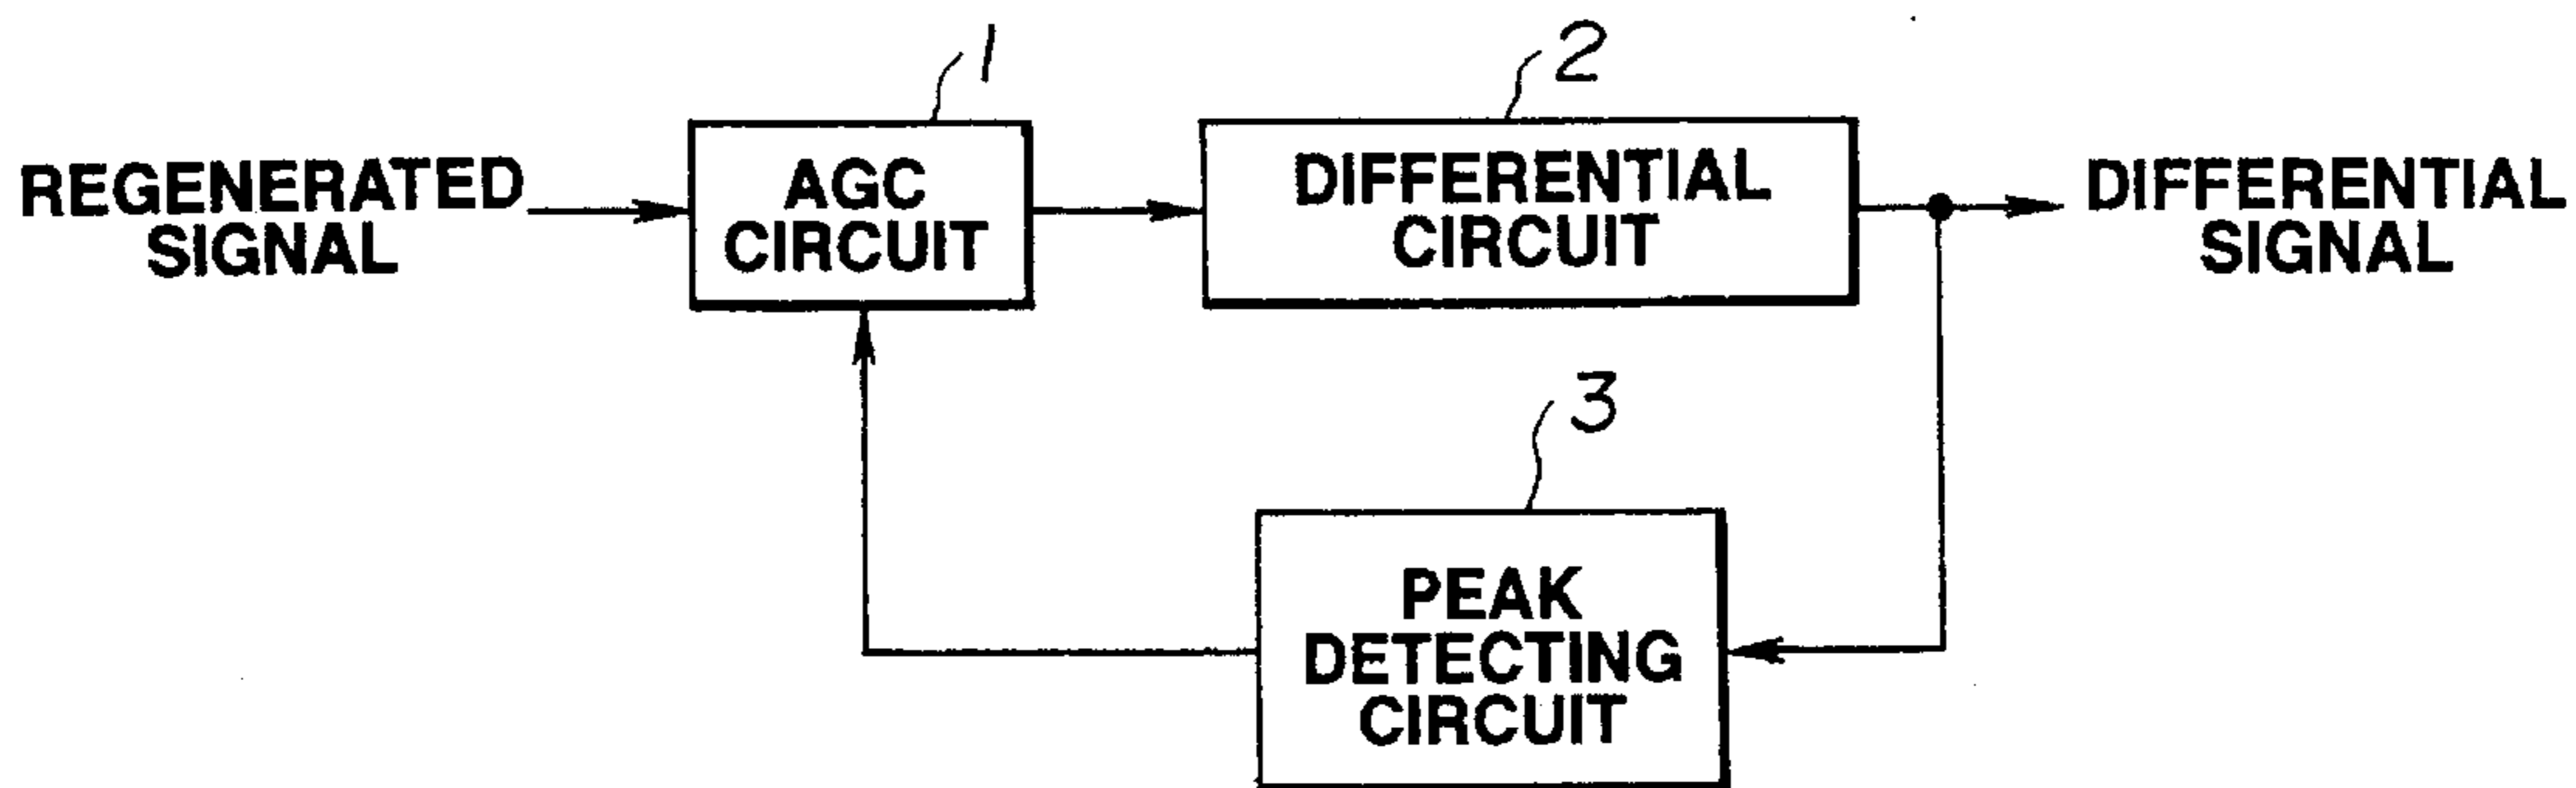 1
2
REGENERATED
SIGNAL
AGC
CIRCUIT
DIFFERENTIAL
CIRCUIT
DIFFERENTIAL
SIGNAL
3
PEAK
DETECTING
CIRCUIT